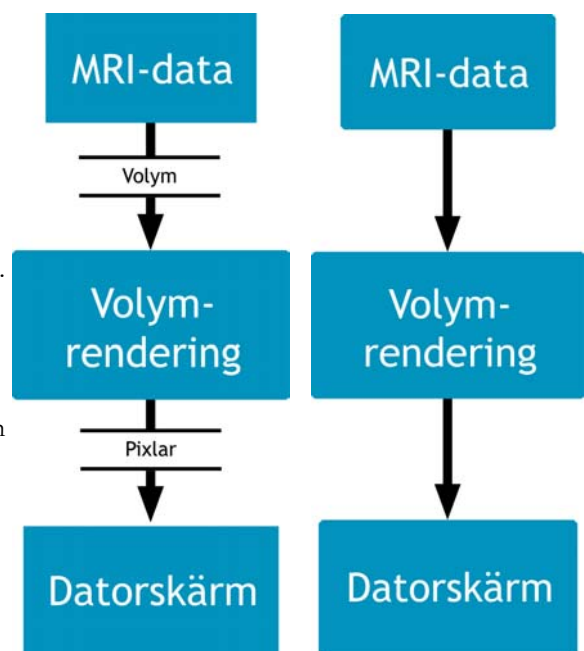 MRI-data
Volym
Volym-
rendering
Pixlar
Datorskärm
MRI-data
Volym-
rendering
Datorskärm
.
n